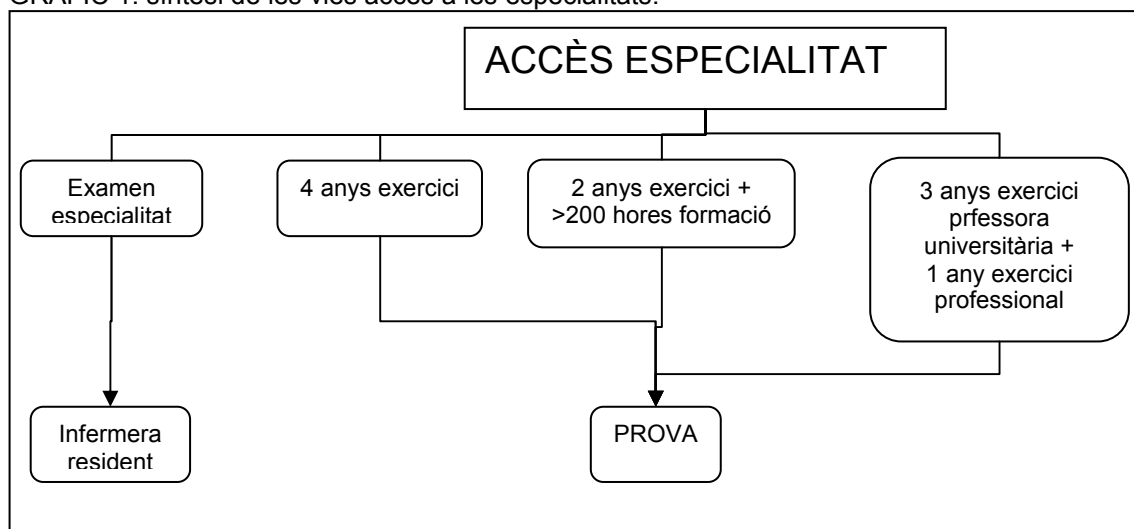 GRÀFIC 1: síntesi de les vies accés a les especialitats.
ACCÈS ESPECIALITAT
Examen
especialitat
4 anys exercici
2 anys exercici +
>200 hores formació
3 anys exercici
prfessora
universitària +
1 any exercici
professional
Infermera
resident
PROVA